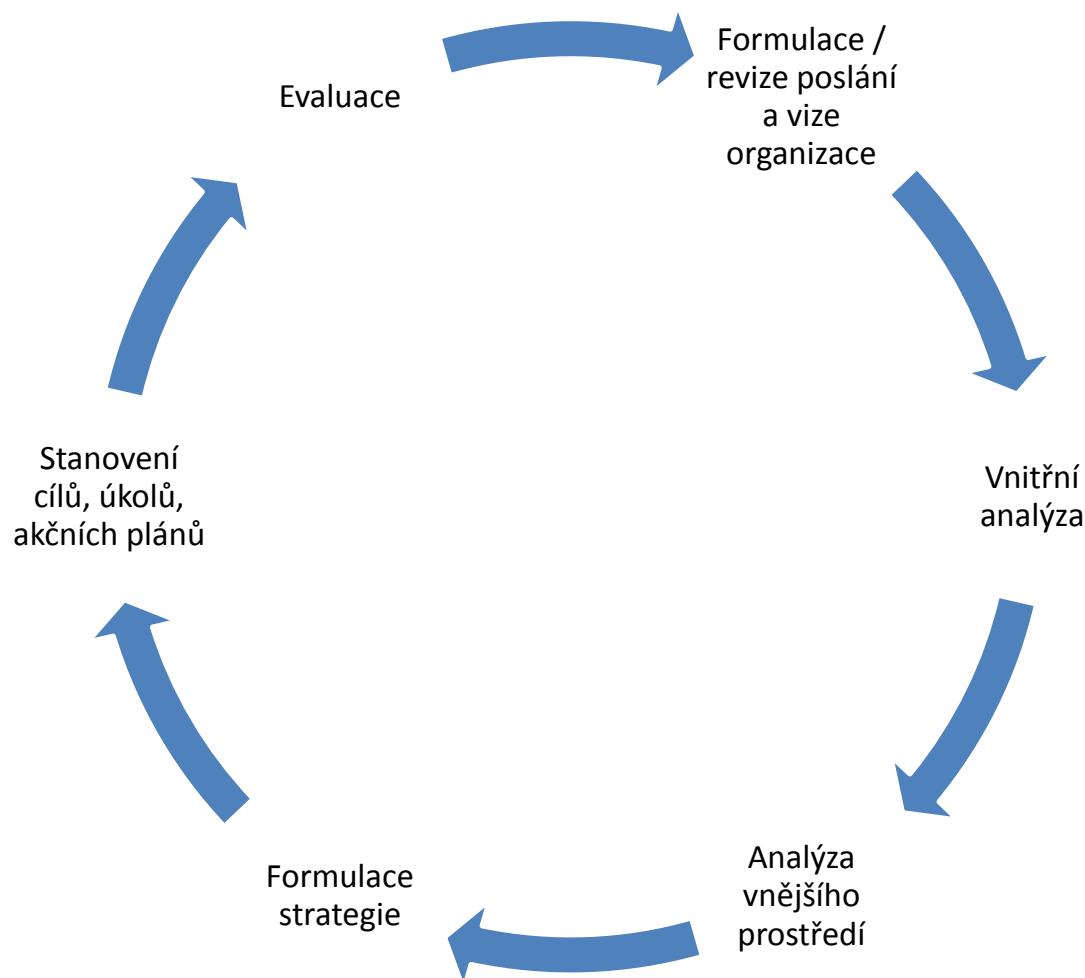 Formulace /
revize poslání
a vize
organizace
Vnitřní
analýza
Analýza
vnějšího
prostředí
Formulace
strategie
Stanovení
cílů, úkolů,
akčních plánů
Evaluace